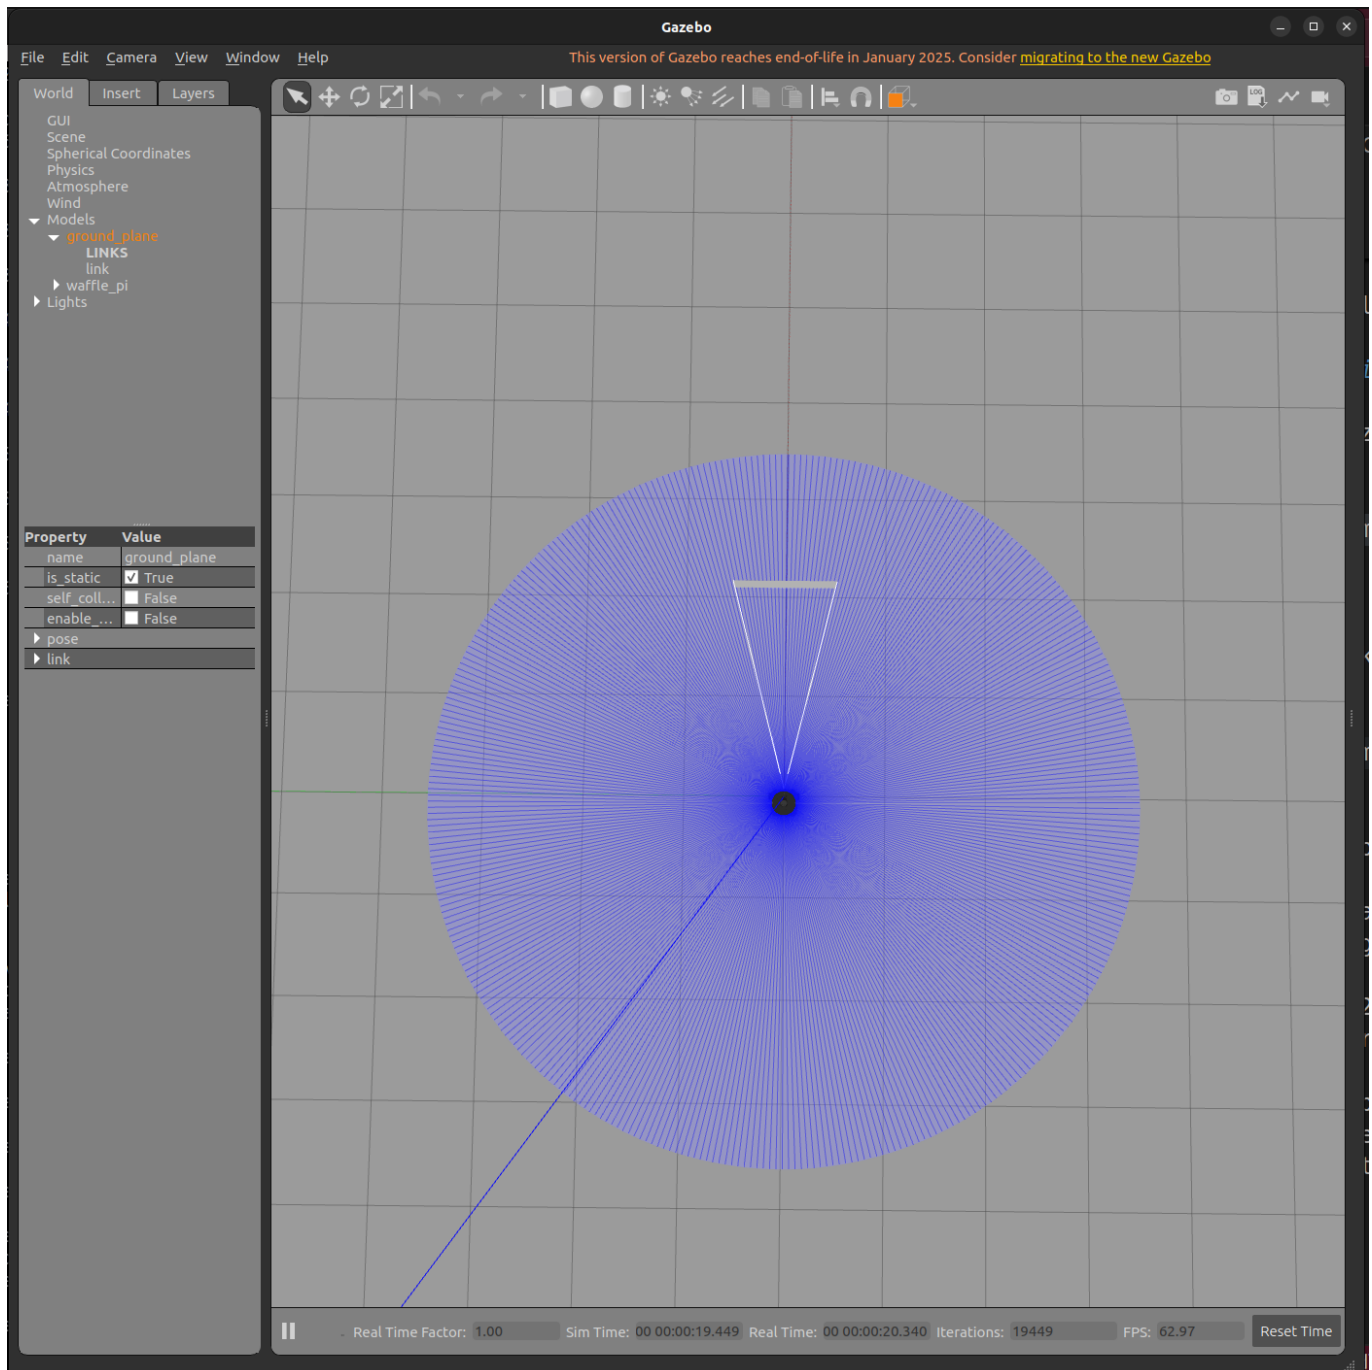 Gazebo
File Edit Camera View Window Help
This version of Gazebo reaches end-of-life in January 2025. Consider migrating to the new Gazebo
World Insert Layers
LOG
GUI
Scene
Spherical Coordinates
Physics
Atmosphere
Wind
Models
ground_plane
LINKS
link
waffle_pi
Lights
Property Value
name ground_plane
is_static True
self_coll... False
enable_... False
pose
link
Real Time Factor: 1.00 Sim Time: 00 00:00:19.449 Real Time: 00 00:00:20.340 Iterations: 19449 FPS: 62.97 Reset Time